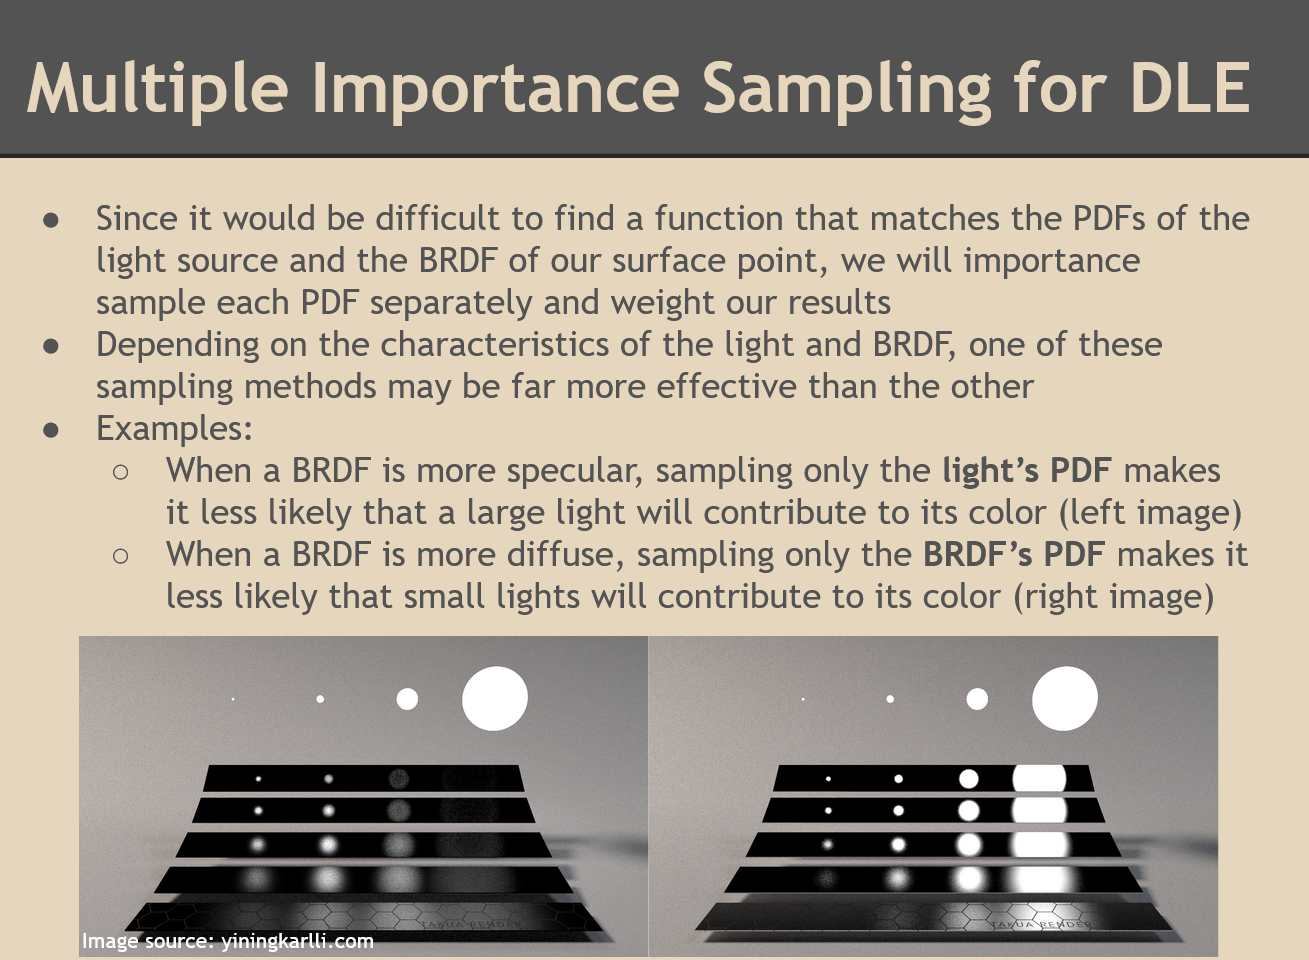 Multiple Importance Sampling for DLE
● Since it would be difficult to find a function that matches the PDFs of the
light source and the BRDF of our surface point, we will importance
sample each PDF separately and weight our results
● Depending on the characteristics of the light and BRDF, one of these
sampling methods may be far more effective than the other
● Examples:
○ When a BRDF is more specular, sampling only the light’s PDF makes
it less likely that a large light will contribute to its color (left image)
○ When a BRDF is more diffuse, sampling only the BRDF’s PDF makes it
less likely that small lights will contribute to its color (right image)
TAKUA RENDER
TAKUA RENDER
Image source: yiningkarlli.com